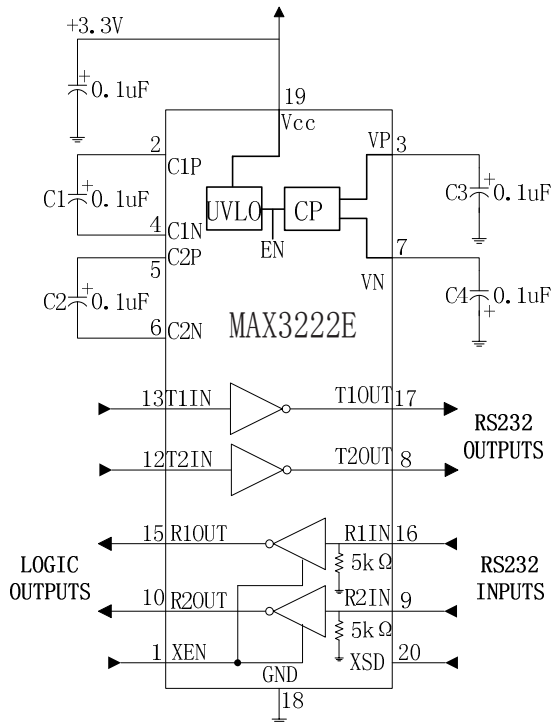 +3.3V
+
0.1uF
19
Vcc
2
C1P
VP
3
C1
+
0.1uF
UVLO
CP
C3
+
0.1uF
4
C1N
EN
5
C2P
7
VN
C2
+
0.1uF
C4
0.1uF
+
6
C2N
MAX3222E
13
T1IN
T1OUT
17
RS232
OUTPUTS
12
T2IN
T2OUT
8
15
R1OUT
R1IN
16
5kΩ
LOGIC
OUTPUTS
RS232
INPUTS
10
R2OUT
R2IN
9
5kΩ
1
XEN
GND
XSD
20
18